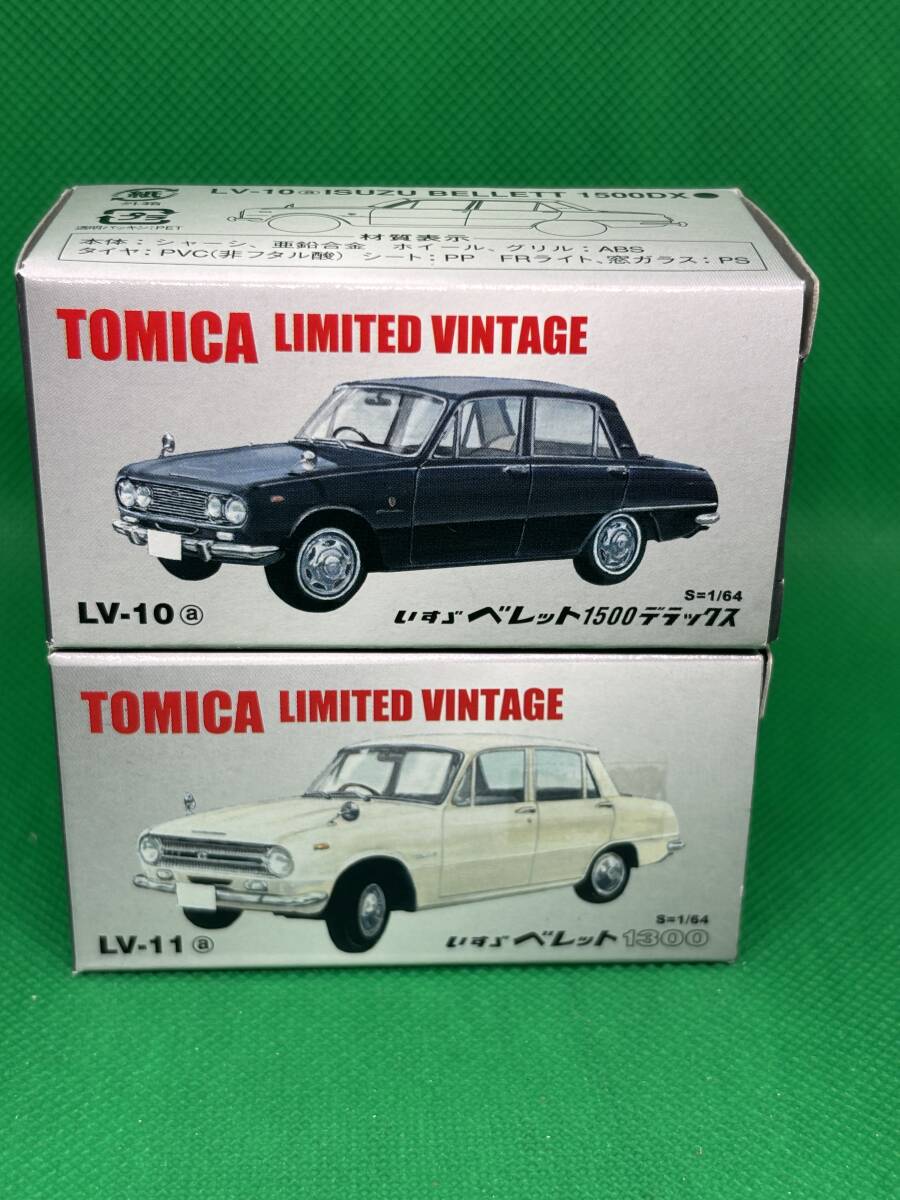 LV-10ⓐISUZU BELLETT 1500DX●
紙
外箱
プラ
透明パッキン:PET
材質表示
本体:シャーシ、亜鉛合金 ホイール、グリル:ABS
タイヤ:PVC(非フタル酸) シート:PP FRライト、窓ガラス:PS
TOMICA LIMITED VINTAGE
S=1/64
LV-10ⓐ いすゞベレット1500デラックス
TOMICA LIMITED VINTAGE
S=1/64
LV-11ⓐ いすゞベレット1300